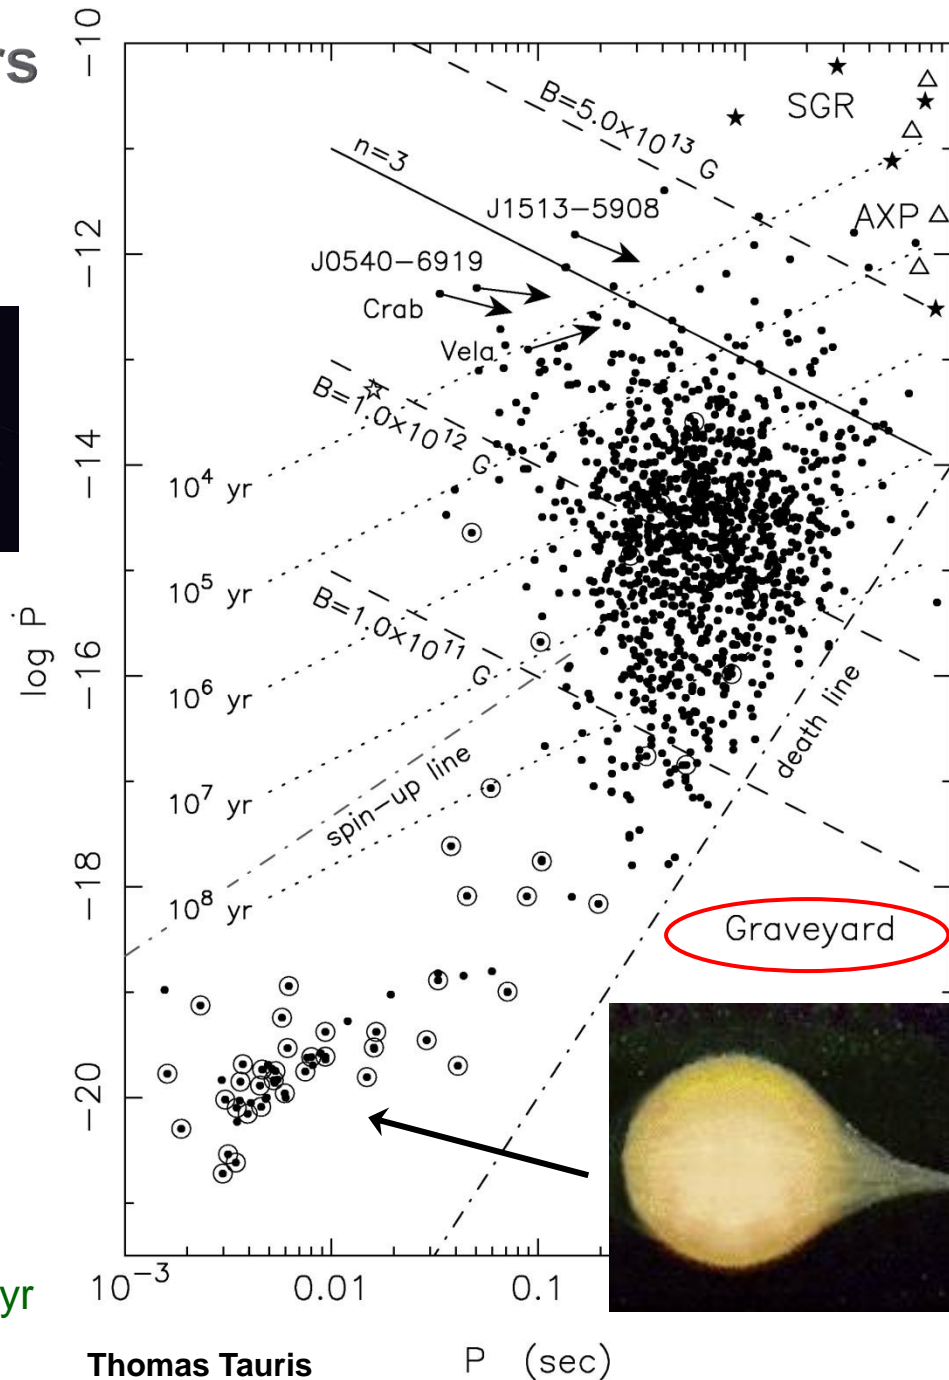 rs
-10
-12
-14
-16
-18
-20
log Ṗ
SGR
B=5.0×10¹³ G
n=3
J1513-5908
AXP
J0540-6919
Crab
Vela
B=1.0×10¹² G
10⁴ yr
10⁵ yr
B=1.0×10¹¹ G
10⁶ yr
death line
spin-up line
10⁷ yr
10⁸ yr
Graveyard
10⁻³
0.01
0.1
yr
Thomas Tauris
P (sec)